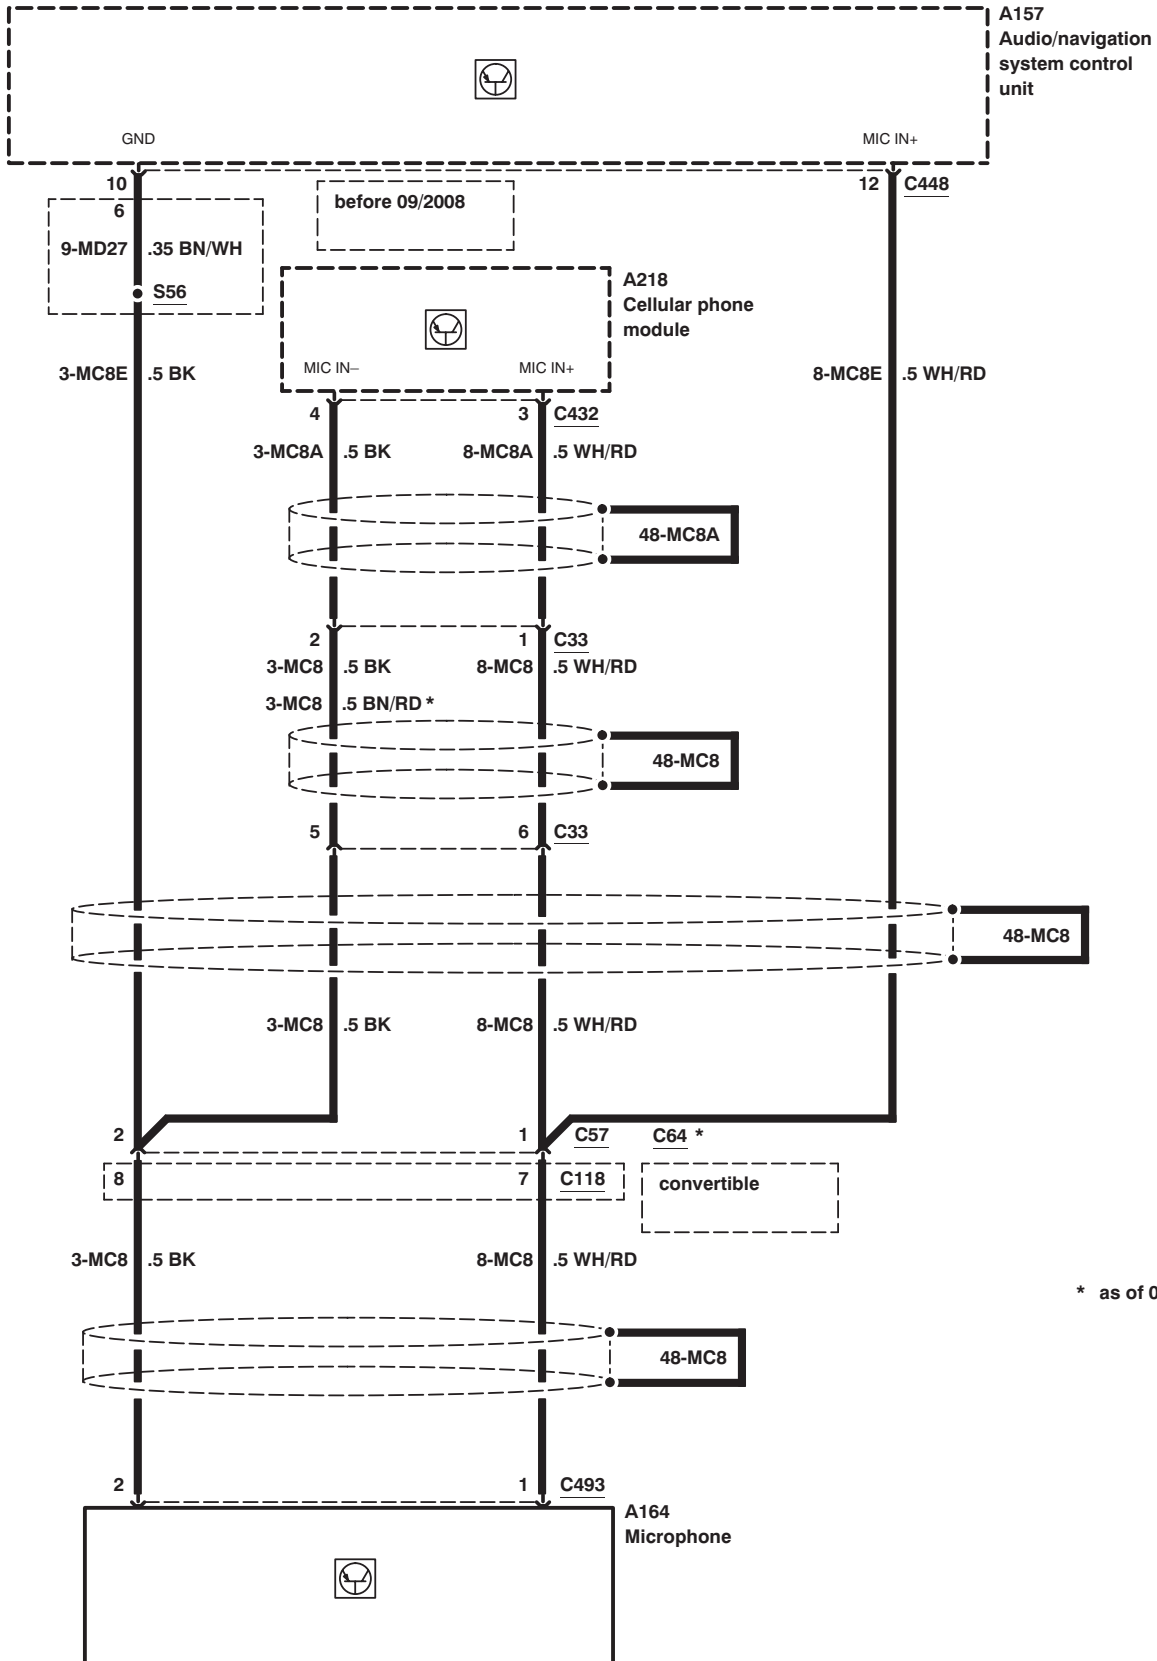 A157
Audio/navigation
system control
unit
GND
MIC IN+
10
12 C448
6
before 09/2008
9-MD27 .35 BN/WH
S56
A218
Cellular phone
module
MIC IN–
MIC IN+
3-MC8E .5 BK
8-MC8E .5 WH/RD
4
3 C432
3-MC8A .5 BK
8-MC8A .5 WH/RD
48-MC8A
2
1 C33
3-MC8 .5 BK
8-MC8 .5 WH/RD
3-MC8 .5 BN/RD *
48-MC8
5
6 C33
48-MC8
3-MC8 .5 BK
8-MC8 .5 WH/RD
2
1 C57 C64 *
8
7 C118
convertible
3-MC8 .5 BK
8-MC8 .5 WH/RD
* as of 0
48-MC8
2
1 C493
A164
Microphone